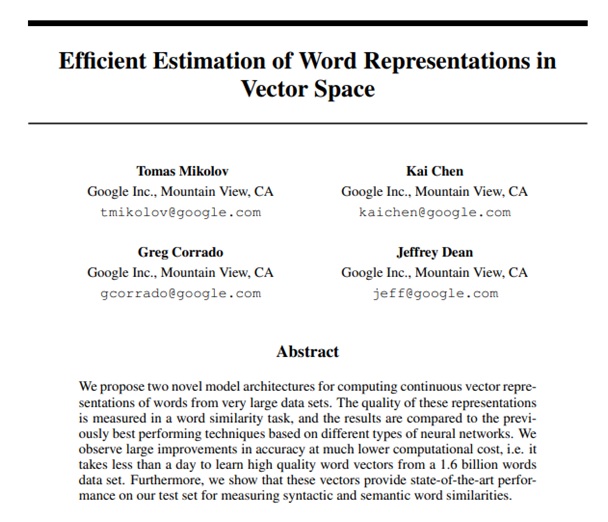 Efficient Estimation of Word Representations in
Vector Space
Tomas Mikolov
Google Inc., Mountain View, CA
tmikolov@google.com
Kai Chen
Google Inc., Mountain View, CA
kaichen@google.com
Greg Corrado
Google Inc., Mountain View, CA
gcorrado@google.com
Jeffrey Dean
Google Inc., Mountain View, CA
jeff@google.com
Abstract
We propose two novel model architectures for computing continuous vector repre-
sentations of words from very large data sets. The quality of these representations
is measured in a word similarity task, and the results are compared to the previ-
ously best performing techniques based on different types of neural networks. We
observe large improvements in accuracy at much lower computational cost, i.e. it
takes less than a day to learn high quality word vectors from a 1.6 billion words
data set. Furthermore, we show that these vectors provide state-of-the-art perfor-
mance on our test set for measuring syntactic and semantic word similarities.